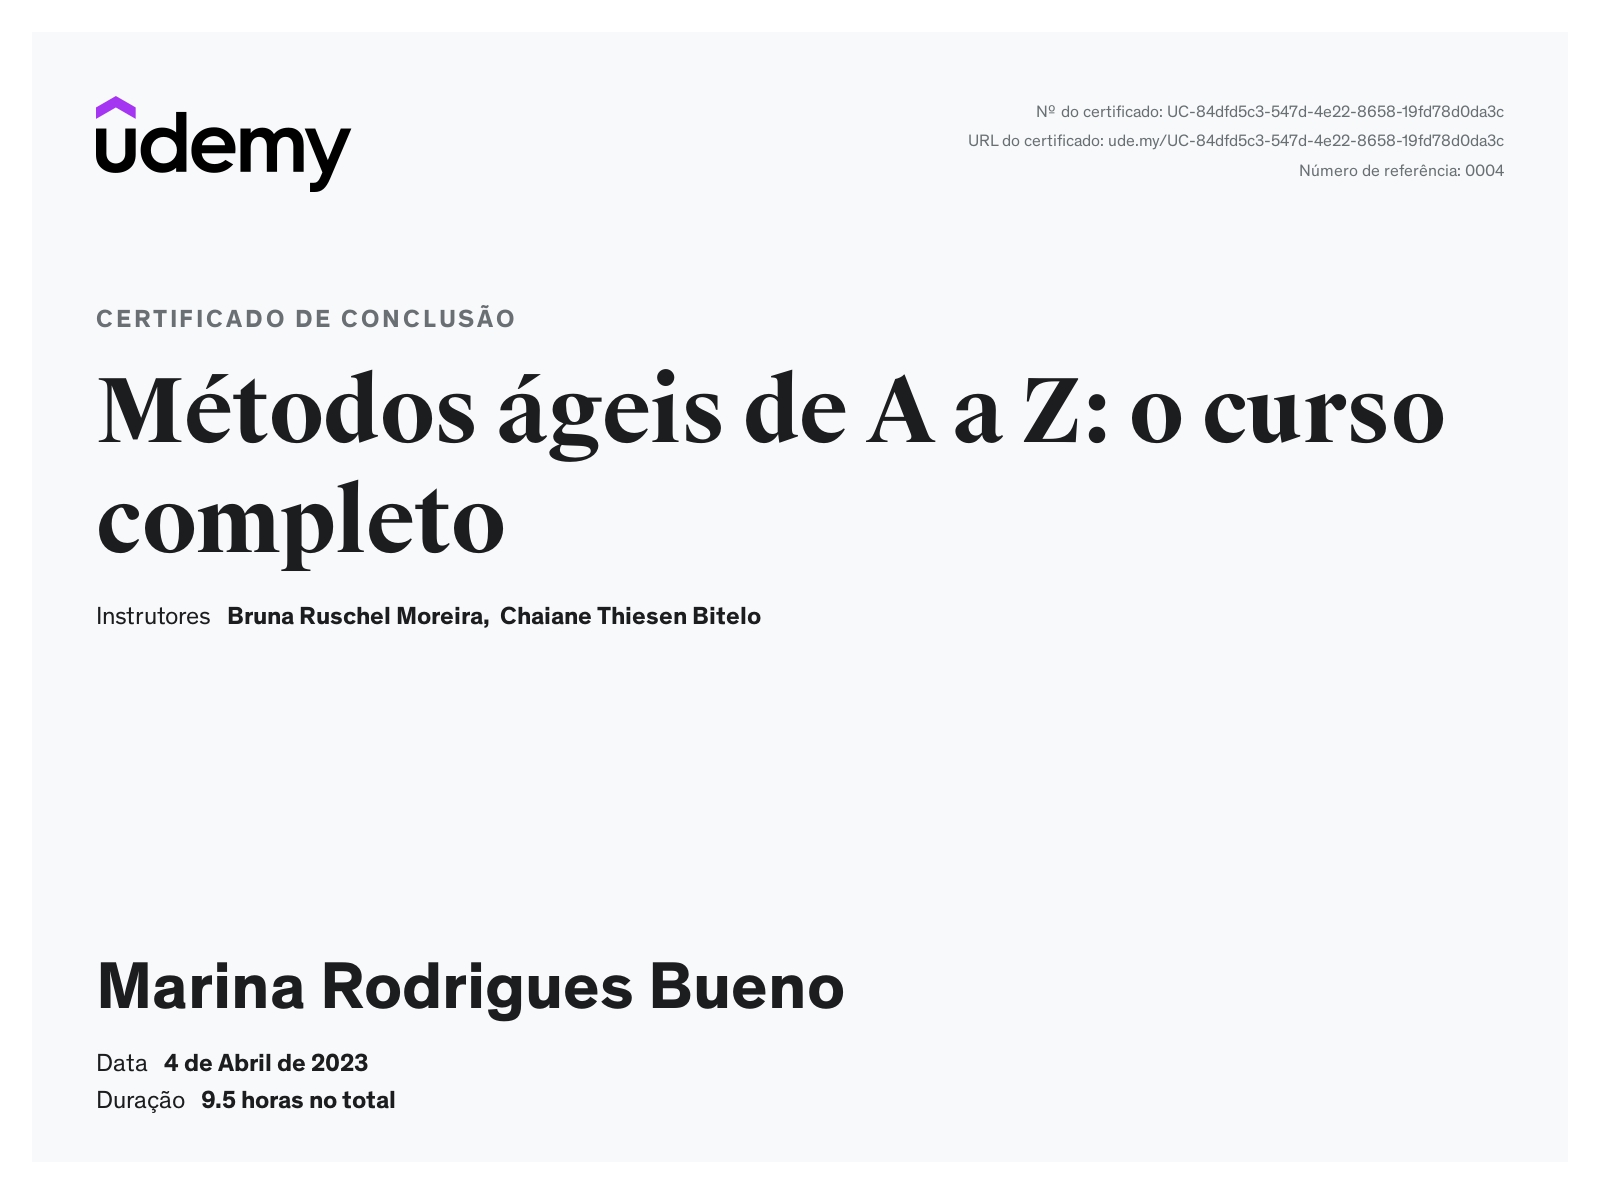 udemy
Nº do certificado: UC-84dfd5c3-547d-4e22-8658-19fd78d0da3c
URL do certificado: ude.my/UC-84dfd5c3-547d-4e22-8658-19fd78d0da3c
Número de referência: 0004
CERTIFICADO DE CONCLUSÃO
Métodos ágeis de A a Z: o curso
completo
Instrutores Bruna Ruschel Moreira, Chaiane Thiesen Bitelo
Marina Rodrigues Bueno
Data 4 de Abril de 2023
Duração 9.5 horas no total